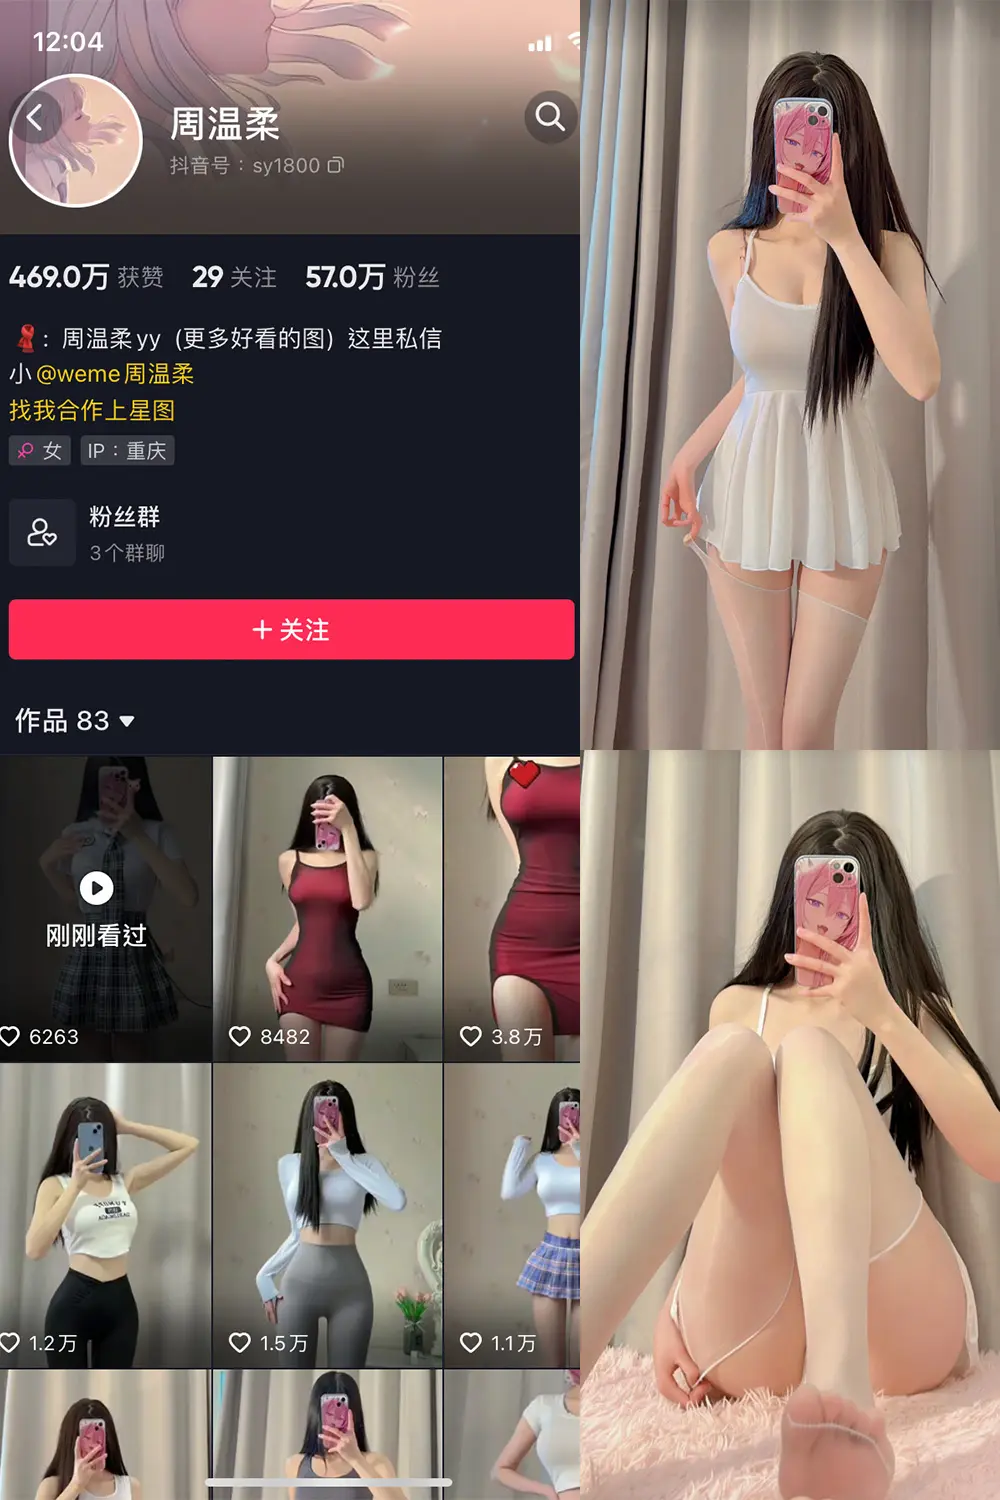 12:04
周温柔
抖音号：sy1800
469.0万 获赞 29 关注 57.0万 粉丝
：周温柔yy（更多好看的图）这里私信
小@weme周温柔
找我合作上星图
女 IP：重庆
粉丝群
3个群聊
+ 关注
作品 83
刚刚看过
6263 8482 3.8万
1.2万 1.5万 1.1万